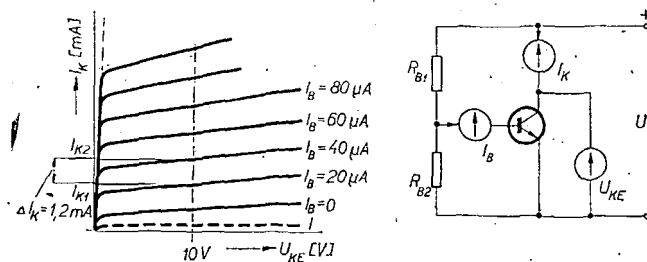 I_K [mA]
I_B = 80 µA
I_B = 60 µA
I_B = 40 µA
I_B = 20 µA
I_B = 0
I_K2
I_K1
ΔI_K = 1,2 mA
10 V
U_KE [V]
R_B1
R_B2
I_B
I_K
U_KE
U
+
-